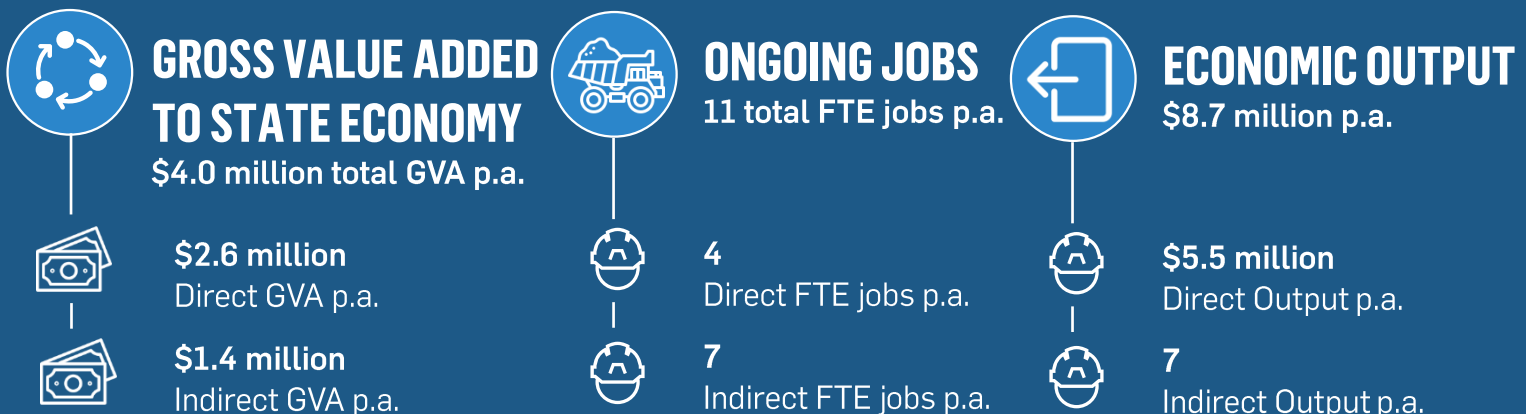 GROSS VALUE ADDED
TO STATE ECONOMY
$4.0 million total GVA p.a.
$2.6 million
Direct GVA p.a.
$1.4 million
Indirect GVA p.a.
ONGOING JOBS
11 total FTE jobs p.a.
4
Direct FTE jobs p.a.
7
Indirect FTE jobs p.a.
ECONOMIC OUTPUT
$8.7 million p.a.
$5.5 million
Direct Output p.a.
7
Indirect Output p.a.